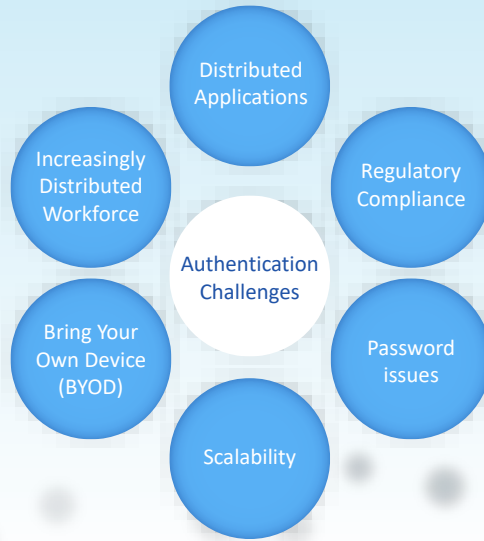 Distributed
Applications
Increasingly
Distributed
Workforce
Regulatory
Compliance
Authentication
Challenges
Bring Your
Own Device
(BYOD)
Password
issues
Scalability